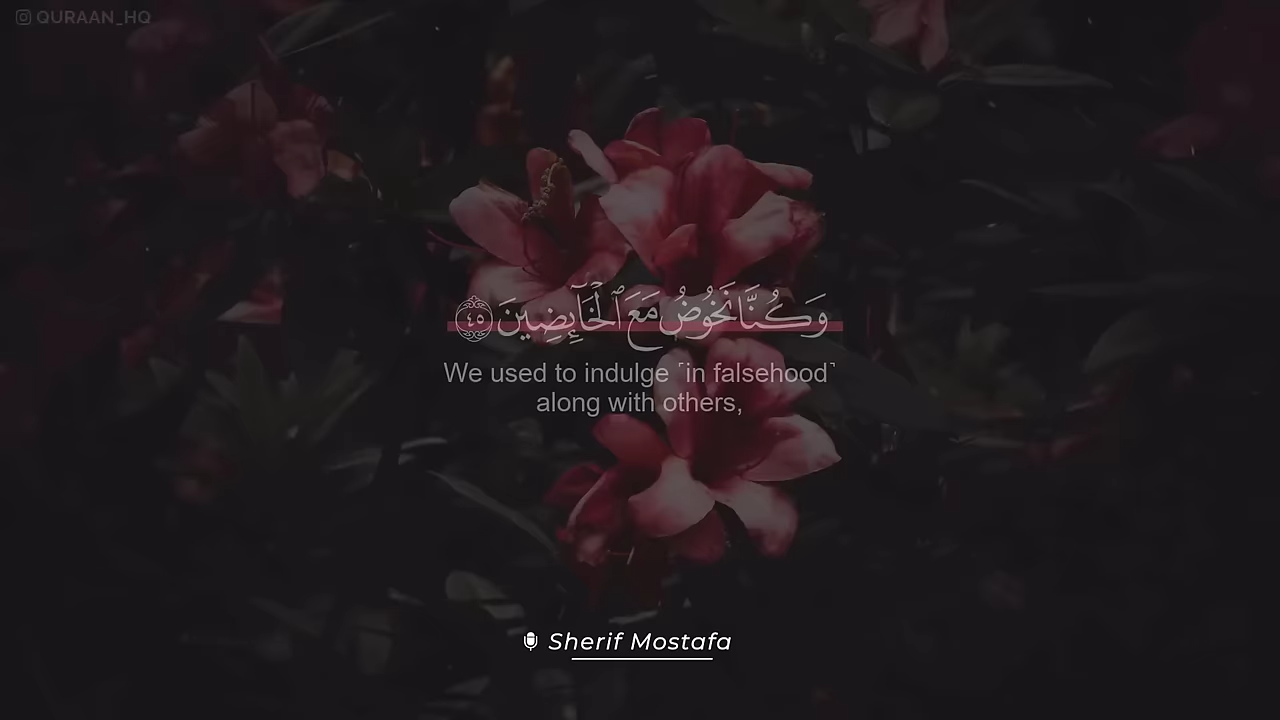 QURAAN_HQ
وَكُنَّا نَخُوضُ مَعَ ٱلْخَآئِضِينَ ٤٥
We used to indulge ˹in falsehood˺
along with others,
Sherif Mostafa